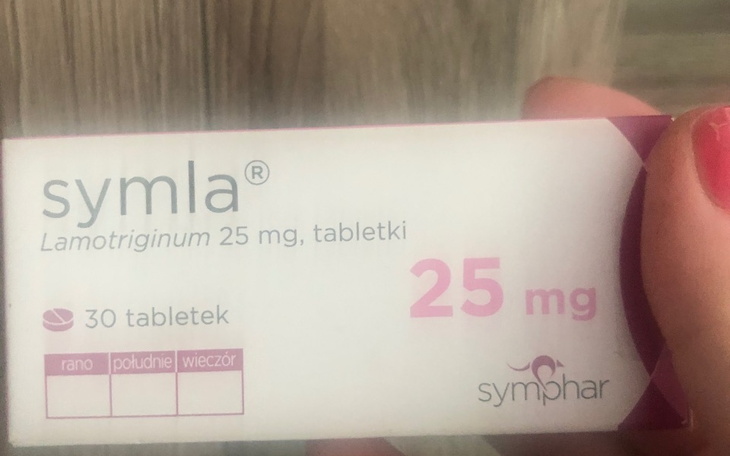 symla®
Lamotriginum 25 mg, tabletki
25 mg
30 tabletek
rano południe wieczór
symphar